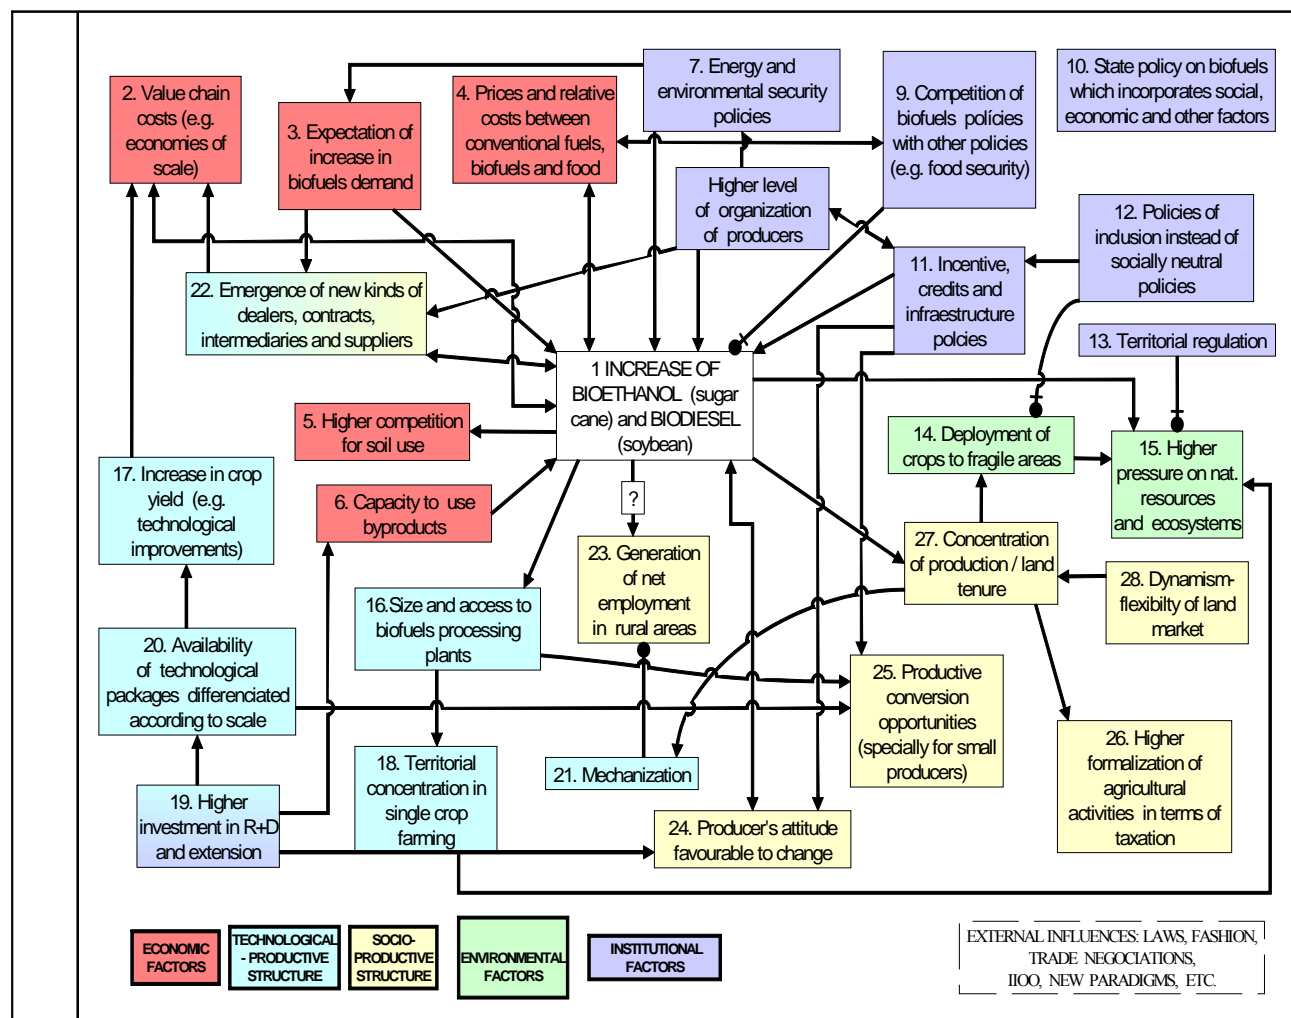 2. Value chain
costs (e.g.
economies of
scale)
3. Expectation of
increase in
biofuels demand
4. Prices and relative
costs between
conventional fuels,
biofuels and food
7. Energy and
environmental security
policies
9. Competition of
biofuels polícies
with other policies
(e.g. food security)
10. State policy on biofuels
which incorporates social,
economic and other factors
Higher level
of organization
of producers
12. Policies of
inclusion instead of
socially neutral
policies
11. Incentive,
credits and
infraestructure
polcies
13. Territorial regulation
22. Emergence of new kinds of
dealers, contracts,
intermediaries and suppliers
1 INCREASE OF
BIOETHANOL (sugar
cane) and BIODIESEL
(soybean)
5. Higher competition
for soil use
14. Deployment of
crops to fragile areas
15. Higher
pressure on nat.
resources
and ecosystems
17. Increase in crop
yield (e.g.
technological
improvements)
6. Capacity to use
byproducts
?
23. Generation
of net
employment
in rural areas
27. Concentration
of production / land
tenure
28. Dynamism-
flexibilty of land
market
16.Size and access to
biofuels processing
plants
20. Availability
of technological
packages differenciated
according to scale
25. Productive
conversion
opportunities
(specially for small
producers)
26. Higher
formalization of
agricultural
activities in terms of
taxation
18. Territorial
concentration in
single crop
farming
21. Mechanization
19. Higher
investment in R+D
and extension
24. Producer's attitude
favourable to change
ECONOMIC
FACTORS
TECHNOLOGICAL
- PRODUCTIVE
STRUCTURE
SOCIO-
PRODUCTIVE
STRUCTURE
ENVIRONMENTAL
FACTORS
INSTITUTIONAL
FACTORS
EXTERNAL INFLUENCES: LAWS, FASHION,
TRADE NEGOCIATIONS,
IIOO, NEW PARADIGMS, ETC.